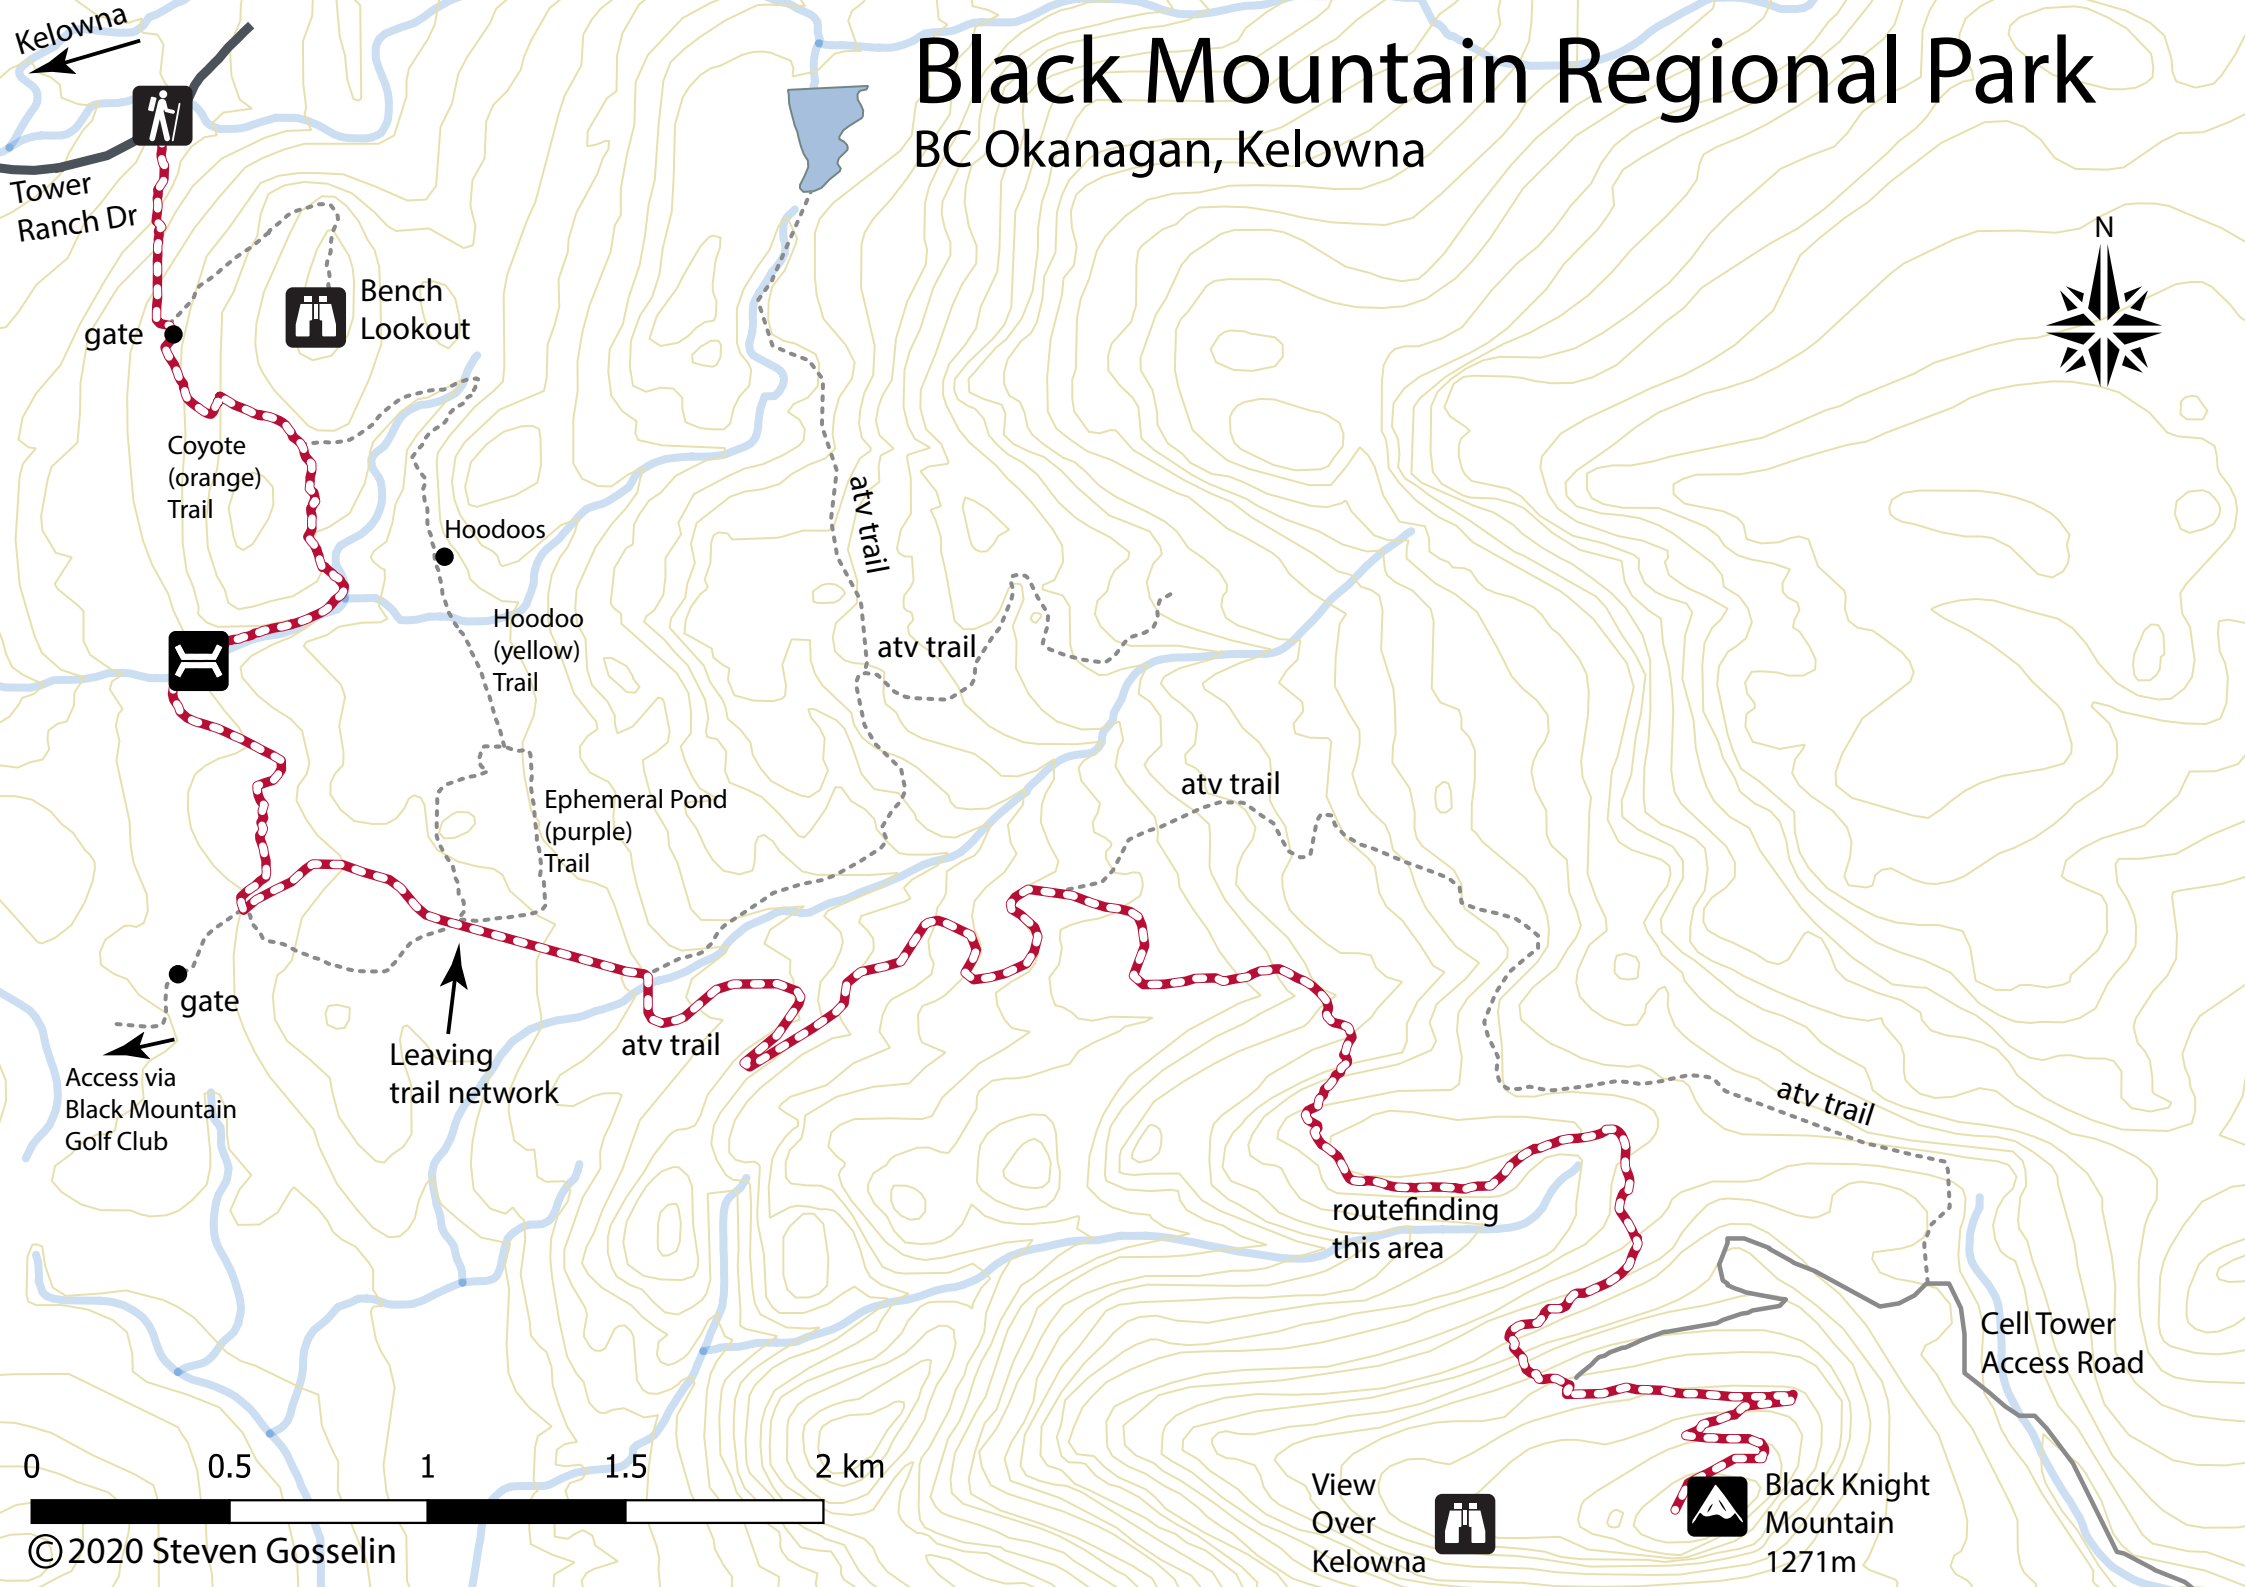 Kelowna
Black Mountain Regional Park
BC Okanagan, Kelowna
Tower
Ranch Dr
N
Bench
Lookout
gate
Coyote
(orange)
Trail
Hoodoos
atv trail
Hoodoo
(yellow)
Trail
atv trail
atv trail
Ephemeral Pond
(purple)
Trail
gate
Leaving
trail network
atv trail
Access via
Black Mountain
Golf Club
atv trail
routefinding
this area
Cell Tower
Access Road
View
Over
Kelowna
Black Knight
Mountain
1271m
0 0.5 1 1.5 2 km
© 2020 Steven Gosselin